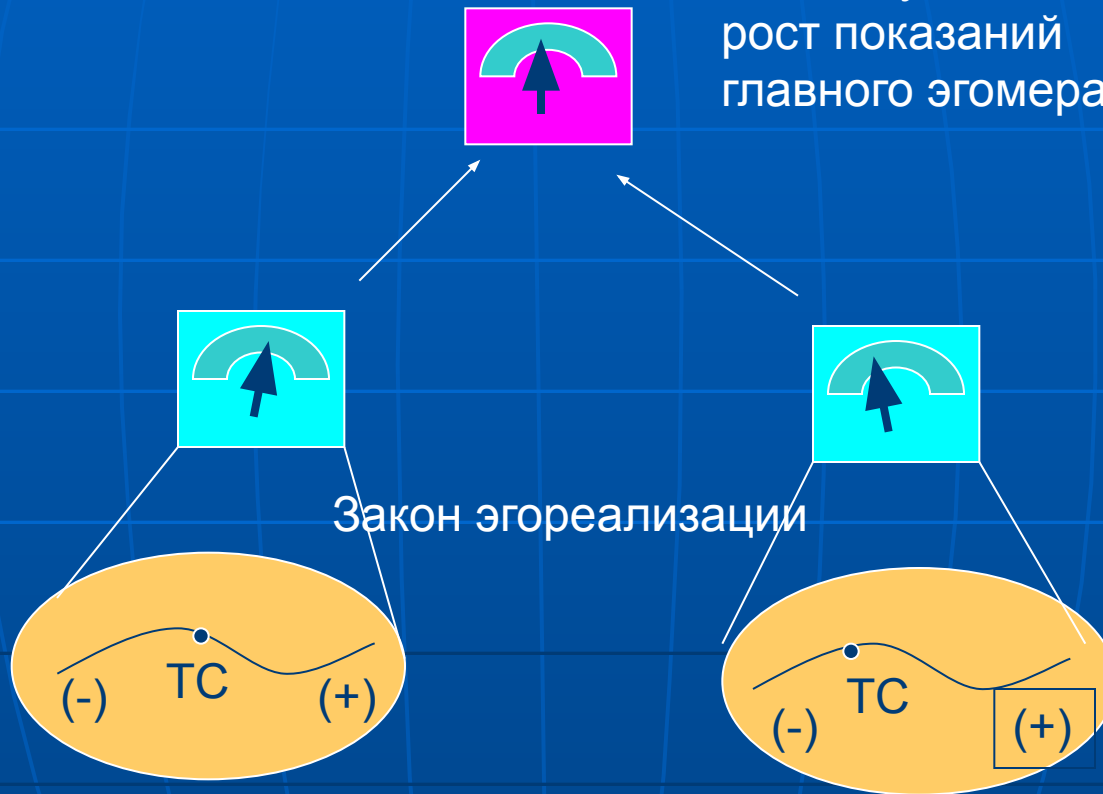 рост показаний
главного эгомера
Закон эгореализации
ТС
(-)
(+)
ТС
(-)
(+)